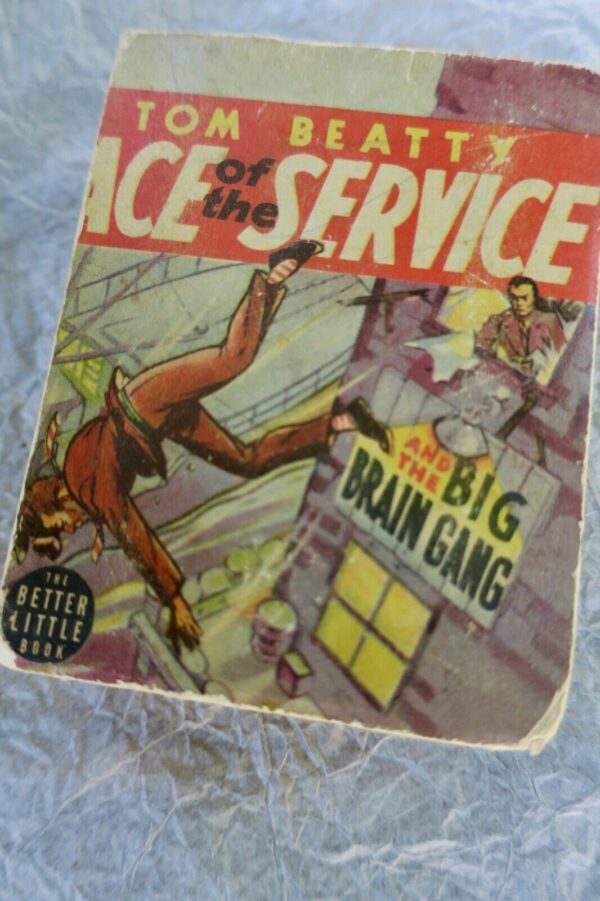 TOM BEATTY
ACE of the SERVICE
AND THE BIG
BRAIN GANG
THE
BETTER
LITTLE
BOOK